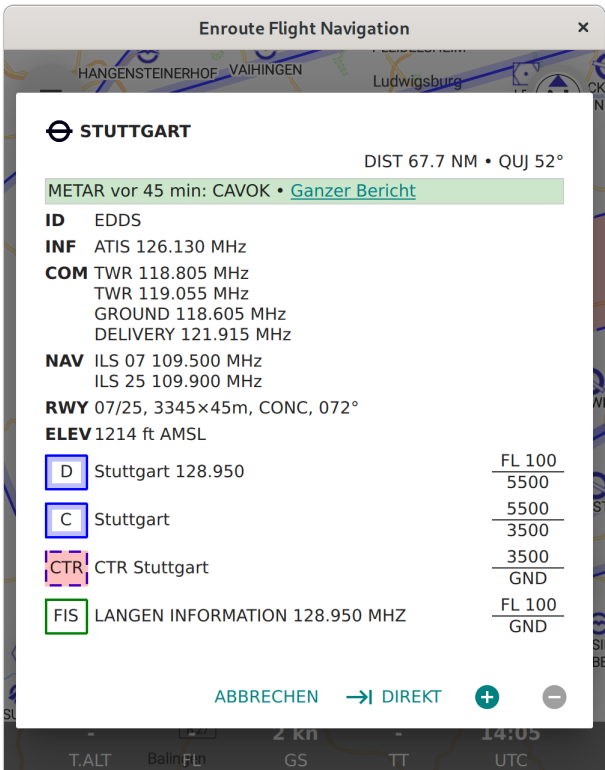 Enroute Flight Navigation ×
HANGENSTEINERHOF VAIHINGEN
Ludwigsburg
STUTTGART
DIST 67.7 NM • QUJ 52°
METAR vor 45 min: CAVOK • Ganzer Bericht
ID EDDS
INF ATIS 126.130 MHz
COM TWR 118.805 MHz
TWR 119.055 MHz
GROUND 118.605 MHz
DELIVERY 121.915 MHz
NAV ILS 07 109.500 MHz
ILS 25 109.900 MHz
RWY 07/25, 3345×45m, CONC, 072°
ELEV 1214 ft AMSL
D Stuttgart 128.950 FL 100
5500
C Stuttgart 5500
3500
CTR CTR Stuttgart 3500
GND
FIS LANGEN INFORMATION 128.950 MHZ FL 100
GND
ABBRECHEN DIREKT
- - 2 kn - 14:05
T.ALT FL GS TT UTC